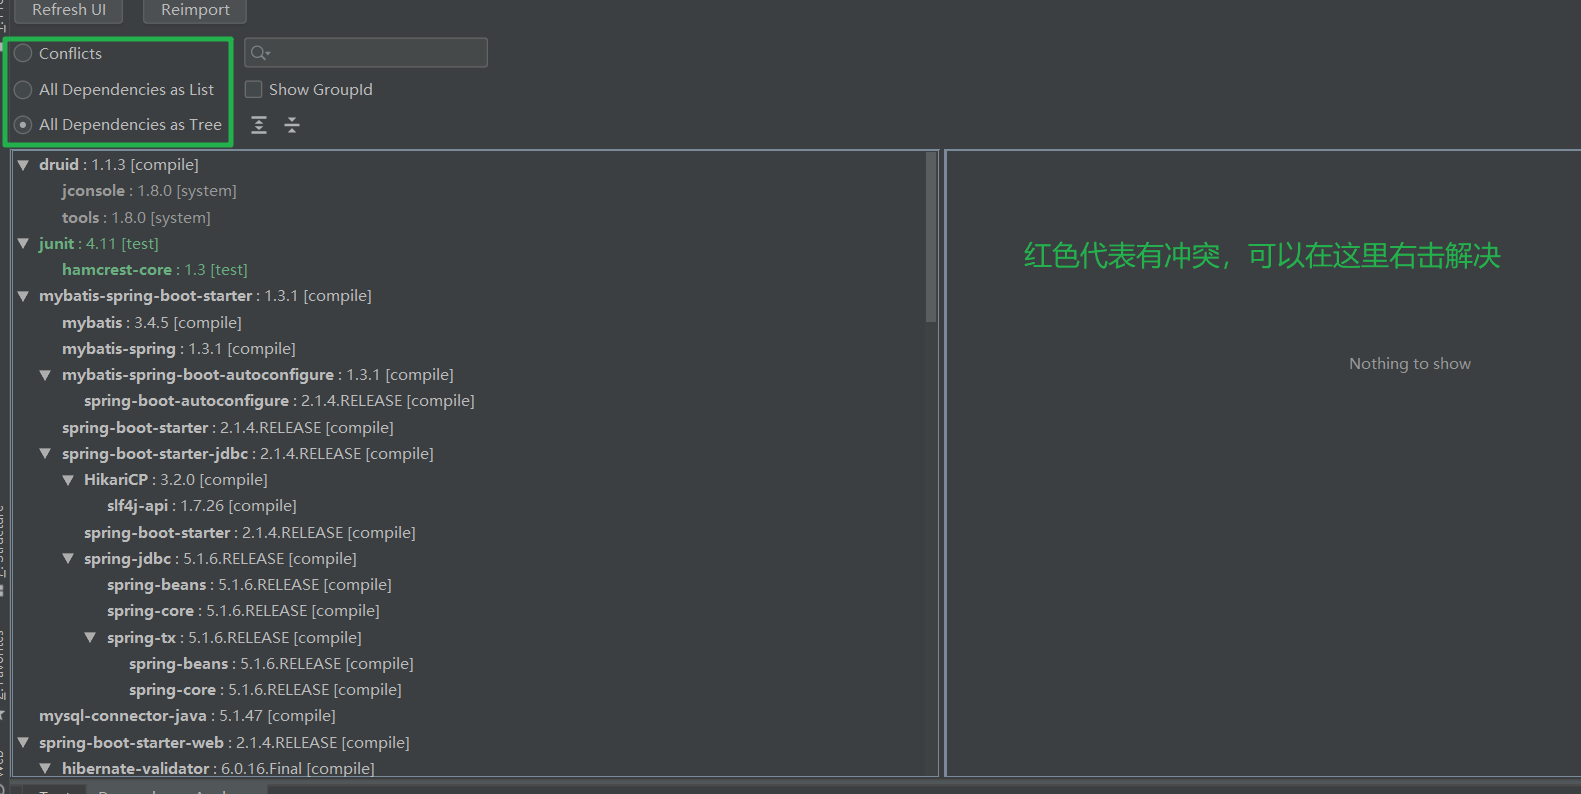 Refresh UI Reimport
Conflicts
All Dependencies as List Show GroupId
All Dependencies as Tree
druid : 1.1.3 [compile]
jconsole : 1.8.0 [system]
tools : 1.8.0 [system]
junit : 4.11 [test]
hamcrest-core : 1.3 [test]
mybatis-spring-boot-starter : 1.3.1 [compile]
mybatis : 3.4.5 [compile]
mybatis-spring : 1.3.1 [compile]
mybatis-spring-boot-autoconfigure : 1.3.1 [compile]
spring-boot-autoconfigure : 2.1.4.RELEASE [compile]
spring-boot-starter : 2.1.4.RELEASE [compile]
spring-boot-starter-jdbc : 2.1.4.RELEASE [compile]
HikariCP : 3.2.0 [compile]
slf4j-api : 1.7.26 [compile]
spring-boot-starter : 2.1.4.RELEASE [compile]
spring-jdbc : 5.1.6.RELEASE [compile]
spring-beans : 5.1.6.RELEASE [compile]
spring-core : 5.1.6.RELEASE [compile]
spring-tx : 5.1.6.RELEASE [compile]
spring-beans : 5.1.6.RELEASE [compile]
spring-core : 5.1.6.RELEASE [compile]
mysql-connector-java : 5.1.47 [compile]
spring-boot-starter-web : 2.1.4.RELEASE [compile]
hibernate-validator : 6.0.16.Final [compile]
红色代表有冲突，可以在这里右击解决
Nothing to show